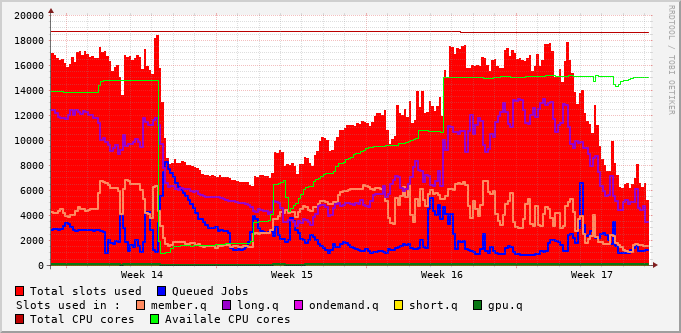 20000
18000
16000
14000
12000
10000
8000
6000
4000
2000
0
Week 14 Week 15 Week 16 Week 17
Total slots used Queued Jobs
Slots used in : member.q long.q ondemand.q short.q gpu.q
Total CPU cores Availale CPU cores
RRDTOOL / TOBI OETIKER